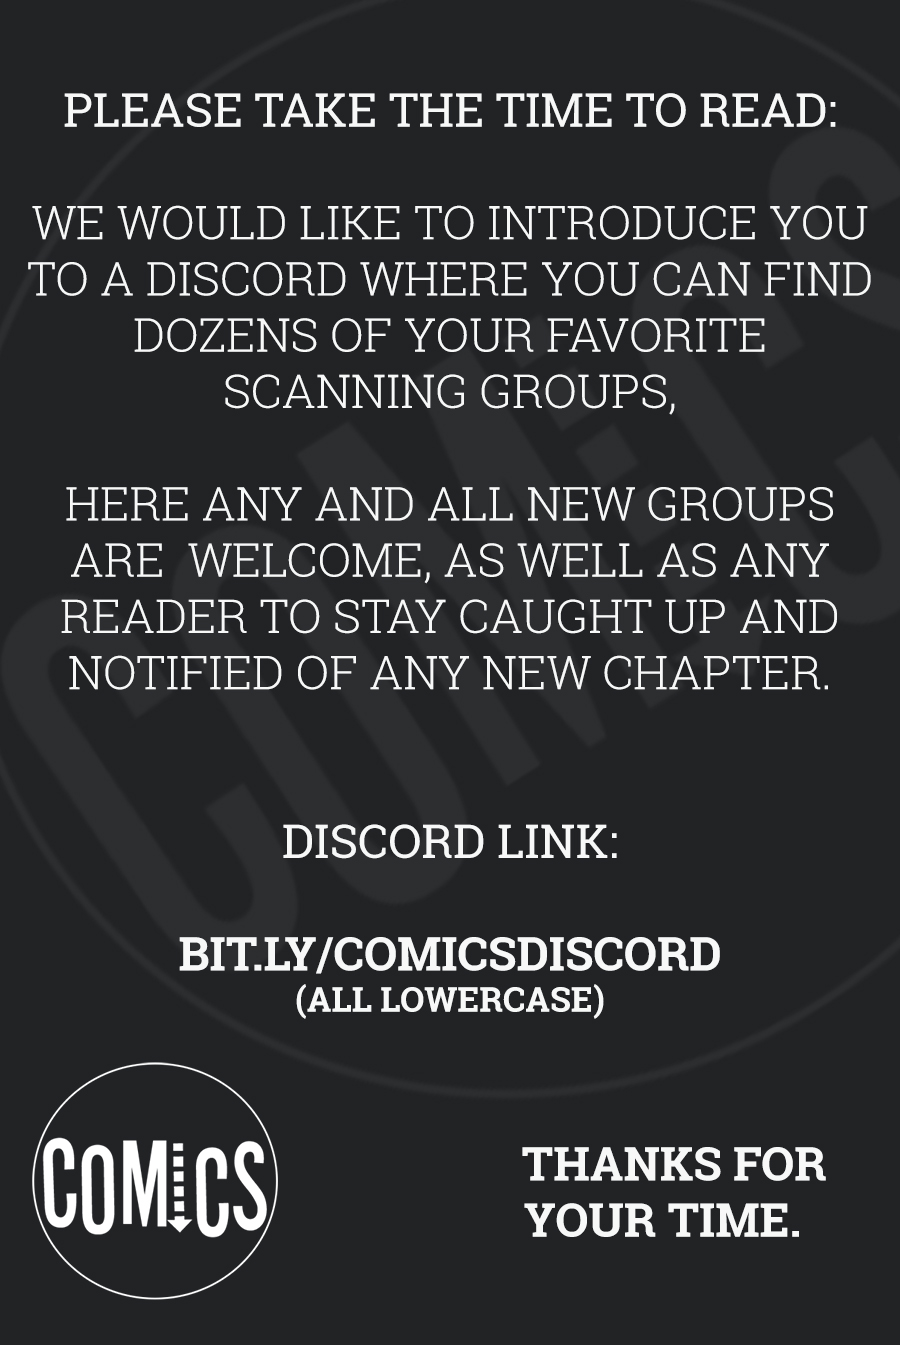 PLEASE TAKE THE TIME TO READ:
WE WOULD LIKE TO INTRODUCE YOU
TO A DISCORD WHERE YOU CAN FIND
DOZENS OF YOUR FAVORITE
SCANNING GROUPS,
HERE ANY AND ALL NEW GROUPS
ARE  WELCOME, AS WELL AS ANY
READER TO STAY CAUGHT UP AND
NOTIFIED OF ANY NEW CHAPTER.
DISCORD LINK:
BIT.LY/COMICSDISCORD
(ALL LOWERCASE)
COMICS
THANKS FOR
YOUR TIME.
COMICS